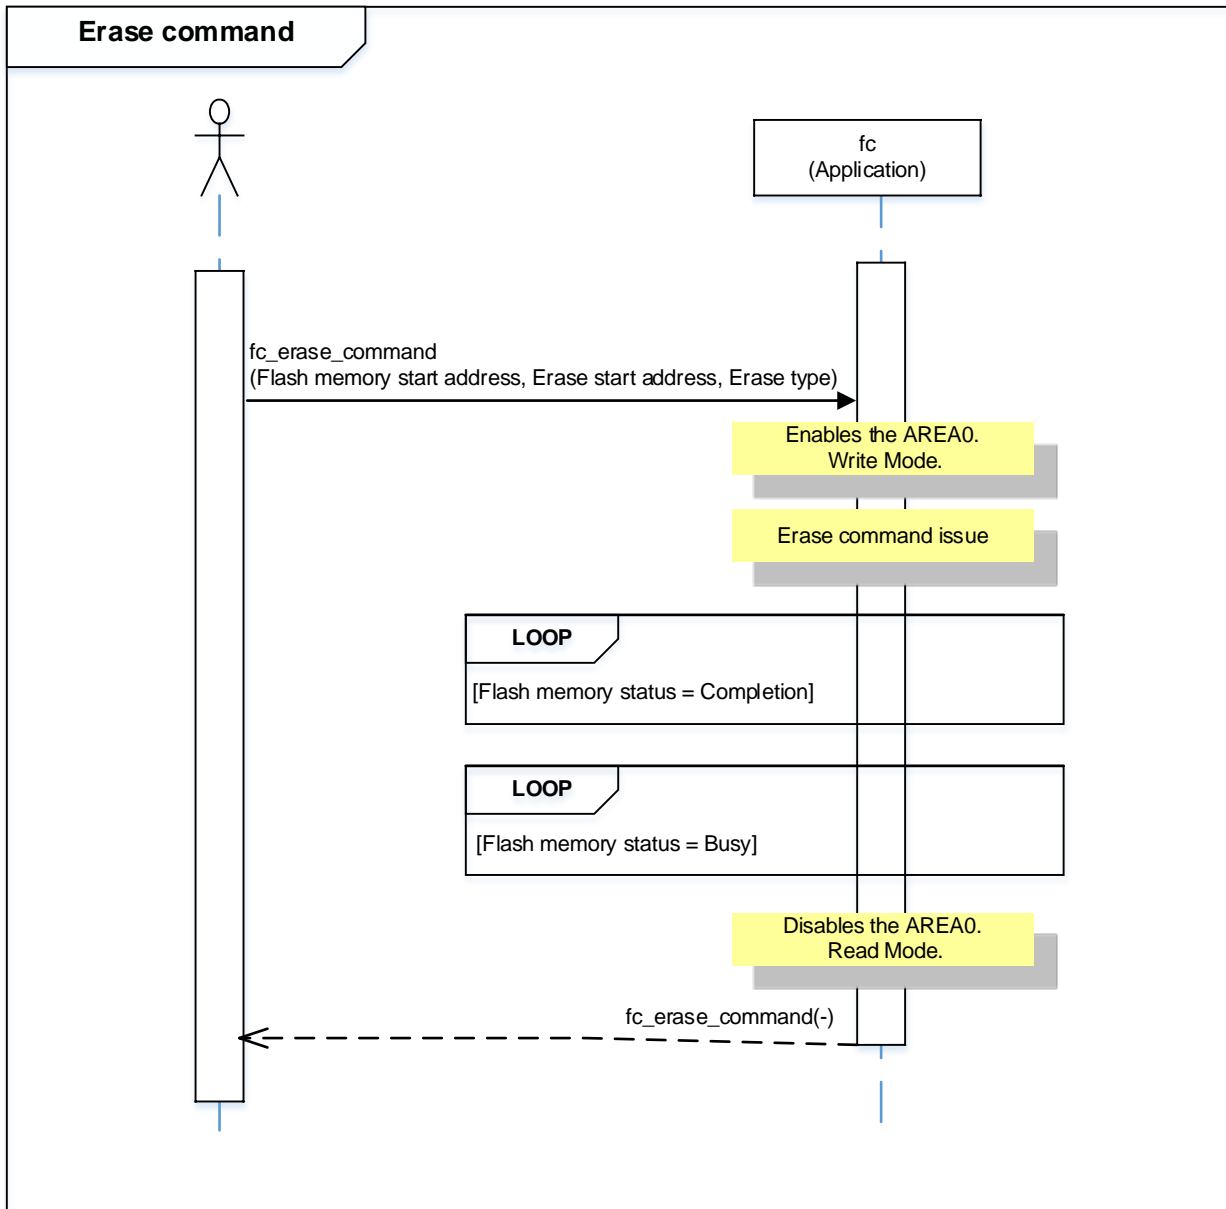 Erase command
fc
(Application)
fc_erase_command
(Flash memory start address, Erase start address, Erase type)
Enables the AREA0.
Write Mode.
Erase command issue
LOOP
[Flash memory status = Completion]
LOOP
[Flash memory status = Busy]
Disables the AREA0.
Read Mode.
fc_erase_command(-)